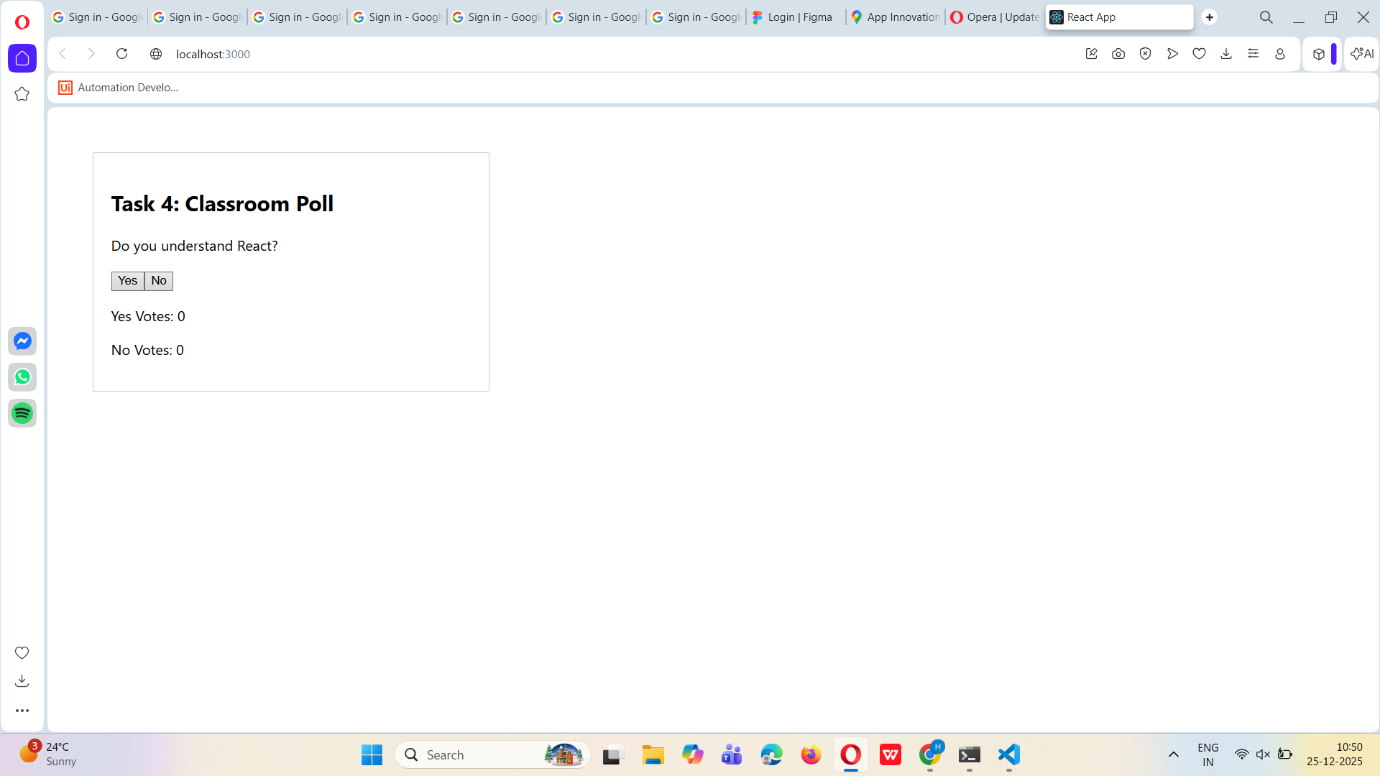 Sign in - Googl
Sign in - Googl
Sign in - Googl
Sign in - Googl
Sign in - Googl
Sign in - Googl
Sign in - Googl
Login | Figma
App Innovation
Opera | Update
React App
localhost:3000
AI
Ui Automation Develo...
Task 4: Classroom Poll
Do you understand React?
Yes No
Yes Votes: 0
No Votes: 0
3
24°C
Sunny
Search
H
ENG
IN
10:50
25-12-2025